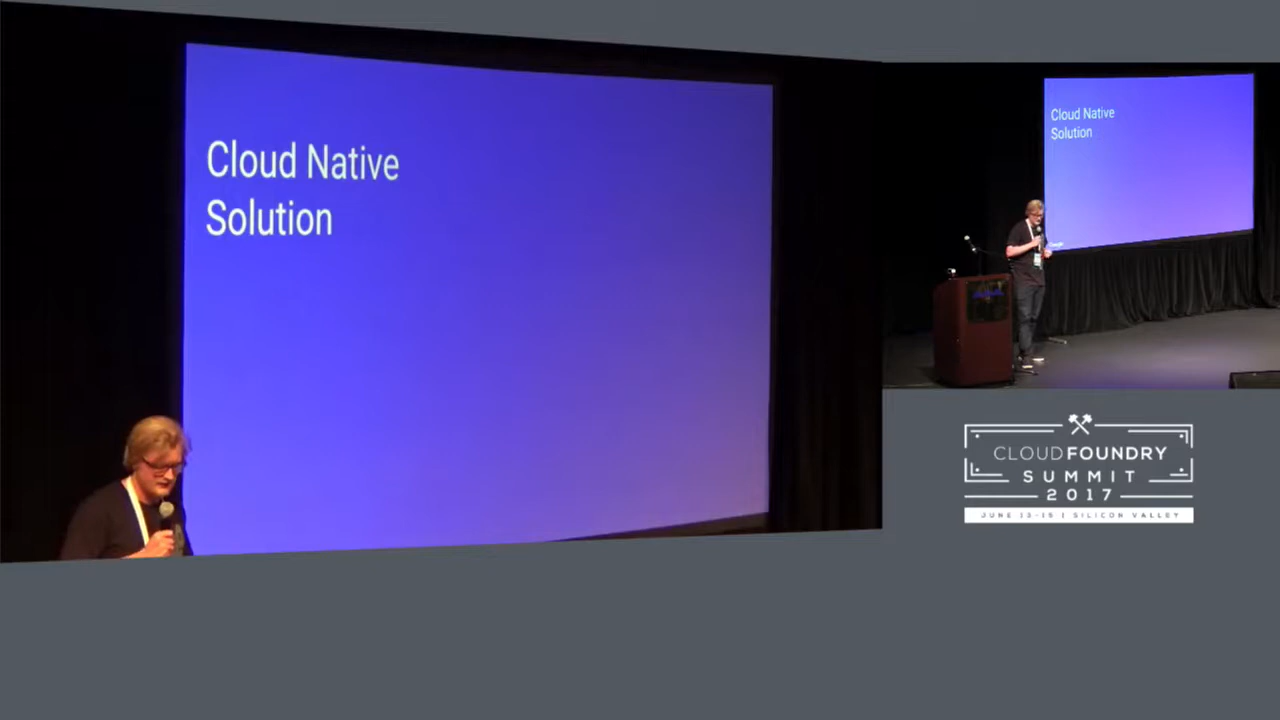 Cloud Native
Solution
Cloud Native
Solution
CLOUDFOUNDRY
SUMMIT
2017
JUNE 13-15 | SILICON VALLEY